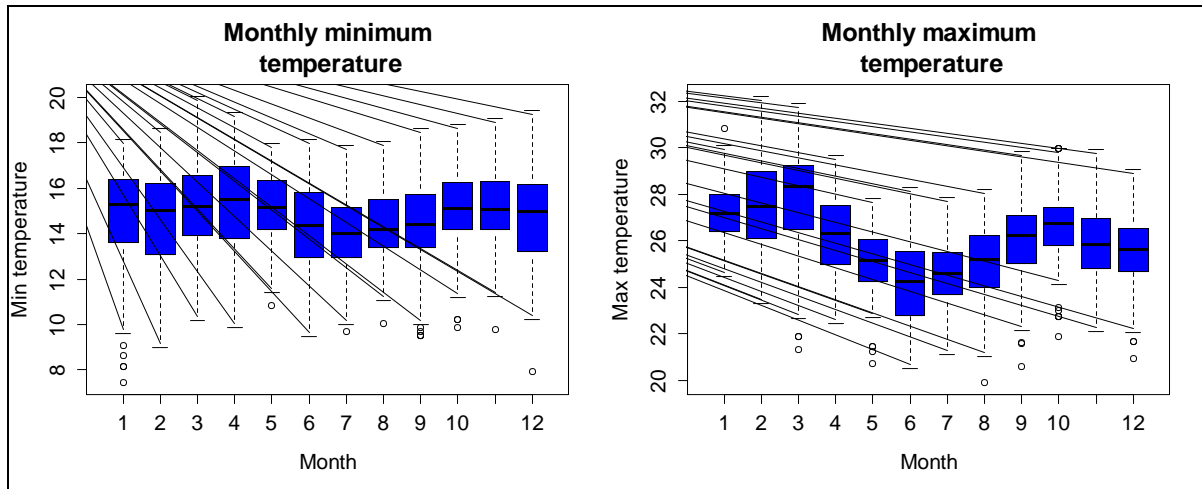 Monthly minimum
temperature
Min temperature
20
18
16
14
12
10
8
1 2 3 4 5 6 7 8 9 10 12
Month
Monthly maximum
temperature
Max temperature
32
30
28
26
24
22
20
1 2 3 4 5 6 7 8 9 10 12
Month